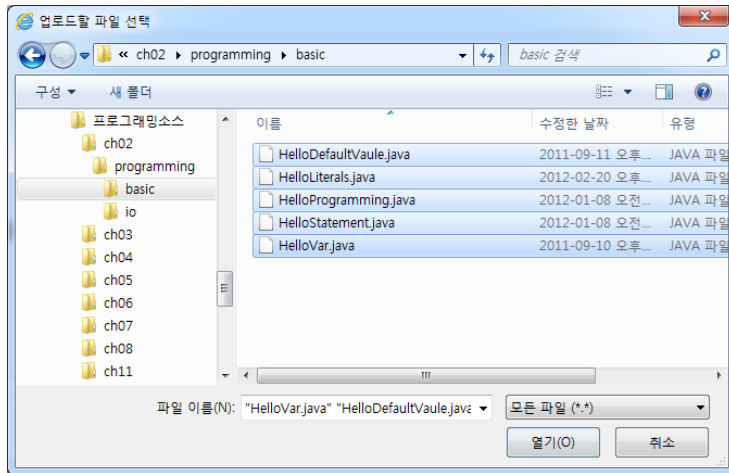 업로드할 파일 선택
« ch02 programming basic
basic 검색
구성 새 폴더
프로그래밍소스
ch02
programming
basic
io
ch03
ch04
ch05
ch06
ch07
ch08
ch11
이름 수정한 날짜 유형
HelloDefaultVaule.java 2011-09-11 오후... JAVA 파일
HelloLiterals.java 2012-02-20 오후... JAVA 파일
HelloProgramming.java 2012-01-08 오전... JAVA 파일
HelloStatement.java 2012-01-08 오전... JAVA 파일
HelloVar.java 2011-09-10 오후... JAVA 파일
파일 이름(N): "HelloVar.java" "HelloDefaultVaule.java 모든 파일 (*.*)
열기(O) 취소